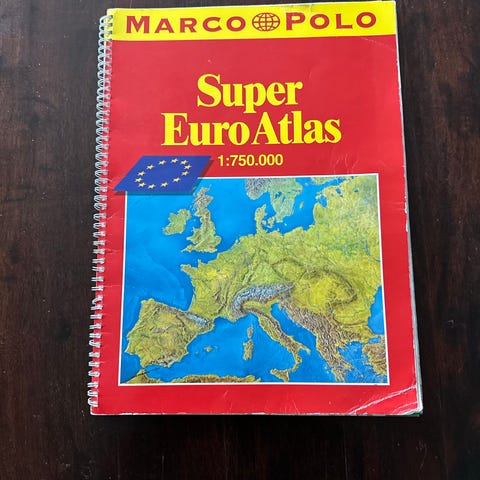 MARCO POLO
Super
Euro Atlas
1:750.000